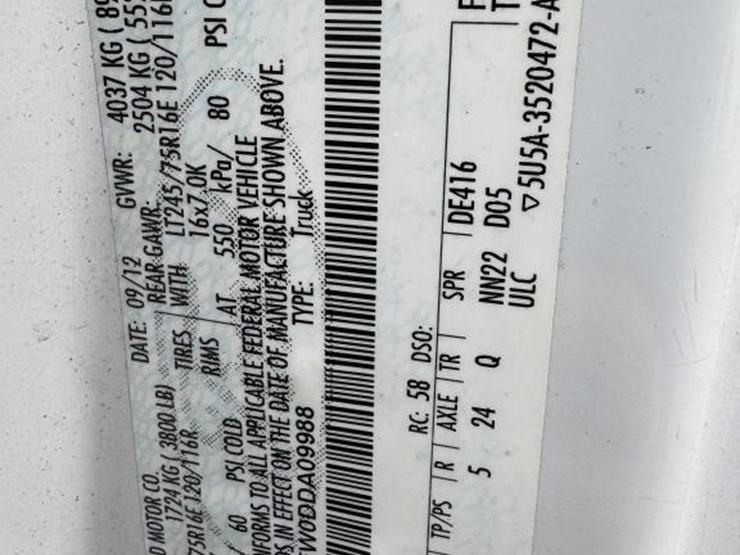 D MOTOR CO. DATE: 09/12 GVWR: 4037 KG ( 89
1724 KG ( 3800 LB) REAR GAWR: 2504 KG ( 55
75R16E 120/116R TIRES WITH LT245/75R16E 120/116
RIMS 16x7.0K
60 PSI COLD AT 550 kPa/ 80 PSI C
NFORMS TO ALL APPLICABLE FEDERAL MOTOR VEHICLE
S IN EFFECT ON THE DATE OF MANUFACTURE SHOWN ABOVE.
W0DDA09988 TYPE: Truck
RC: 58 DSO:
TP/PS R AXLE TR SPR DE416 F
5 24 Q NN22 D05 T
ULC ▽5U5A-3520472-A